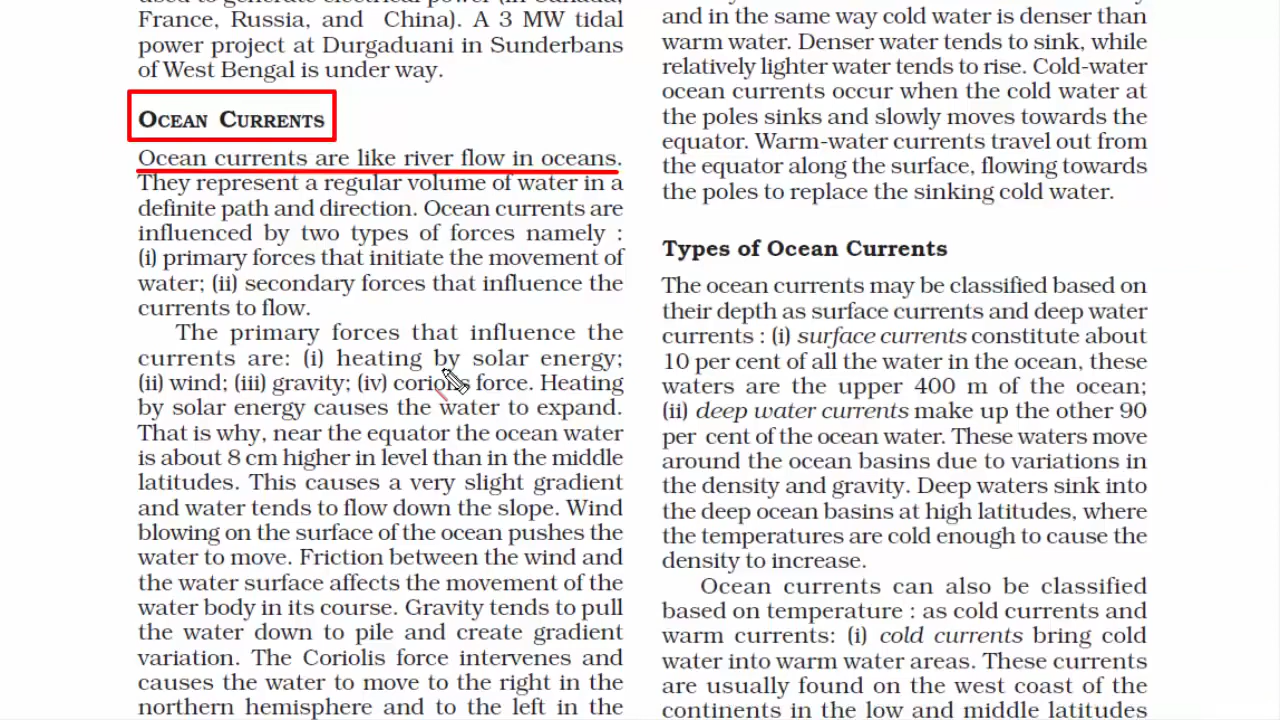 used to generate electrical power (in Canada,
France, Russia, and China). A 3 MW tidal
power project at Durgaduani in Sunderbans
of West Bengal is under way.
OCEAN CURRENTS
Ocean currents are like river flow in oceans.
They represent a regular volume of water in a
definite path and direction. Ocean currents are
influenced by two types of forces namely :
(i) primary forces that initiate the movement of
water; (ii) secondary forces that influence the
currents to flow.
The primary forces that influence the
currents are: (i) heating by solar energy;
(ii) wind; (iii) gravity; (iv) coriolis force. Heating
by solar energy causes the water to expand.
That is why, near the equator the ocean water
is about 8 cm higher in level than in the middle
latitudes. This causes a very slight gradient
and water tends to flow down the slope. Wind
blowing on the surface of the ocean pushes the
water to move. Friction between the wind and
the water surface affects the movement of the
water body in its course. Gravity tends to pull
the water down to pile and create gradient
variation. The Coriolis force intervenes and
causes the water to move to the right in the
northern hemisphere and to the left in the
and in the same way cold water is denser than
warm water. Denser water tends to sink, while
relatively lighter water tends to rise. Cold-water
ocean currents occur when the cold water at
the poles sinks and slowly moves towards the
equator. Warm-water currents travel out from
the equator along the surface, flowing towards
the poles to replace the sinking cold water.
Types of Ocean Currents
The ocean currents may be classified based on
their depth as surface currents and deep water
currents : (i) surface currents constitute about
10 per cent of all the water in the ocean, these
waters are the upper 400 m of the ocean;
(ii) deep water currents make up the other 90
per cent of the ocean water. These waters move
around the ocean basins due to variations in
the density and gravity. Deep waters sink into
the deep ocean basins at high latitudes, where
the temperatures are cold enough to cause the
density to increase.
Ocean currents can also be classified
based on temperature : as cold currents and
warm currents: (i) cold currents bring cold
water into warm water areas. These currents
are usually found on the west coast of the
continents in the low and middle latitudes